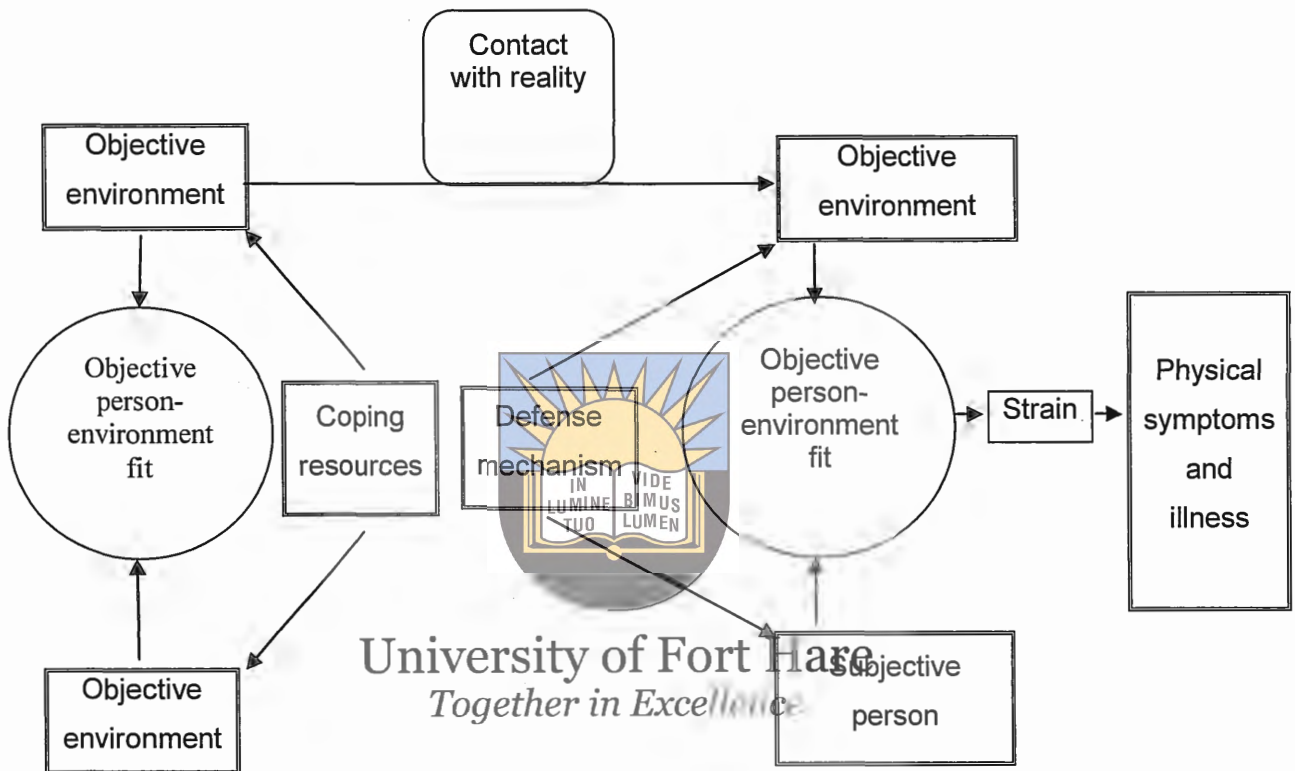 Contact
with reality
Objective
environment
Objective
environment
Objective
person-
environment
fit
Coping
resources
Defense
mechanism
IN
LUMINE
TUO
VIDE
BIMUS
LUMEN
Objective
person-
environment
fit
Strain
Physical
symptoms
and
illness
University of Fort Hare
Together in Excellence
Objective
environment
Subjective
person